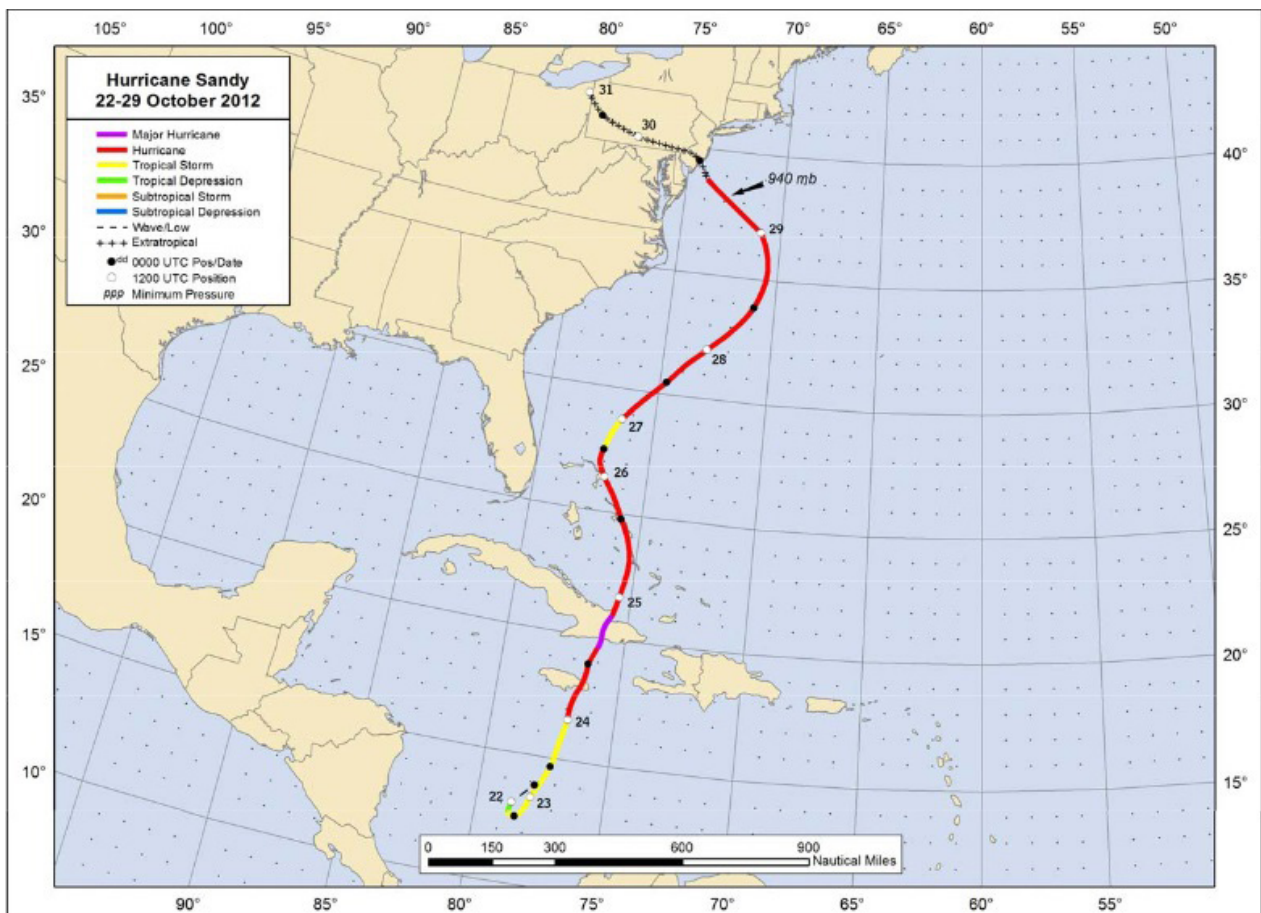 105° 100° 95° 90° 85° 80° 75° 70° 65° 60° 55° 50°
Hurricane Sandy
22-29 October 2012
Major Hurricane
Hurricane
Tropical Storm
Tropical Depression
Subtropical Storm
Subtropical Depression
Wave/Low
Extratropical
dd 0000 UTC Pos/Date
1200 UTC Position
ppp Minimum Pressure
35°
30°
25°
20°
15°
10°
31
30
940 mb
29
28
27
26
25
24
22
23
40°
35°
30°
25°
20°
15°
0 150 300 600 900
Nautical Miles
90° 85° 80° 75° 70° 65° 60° 55°